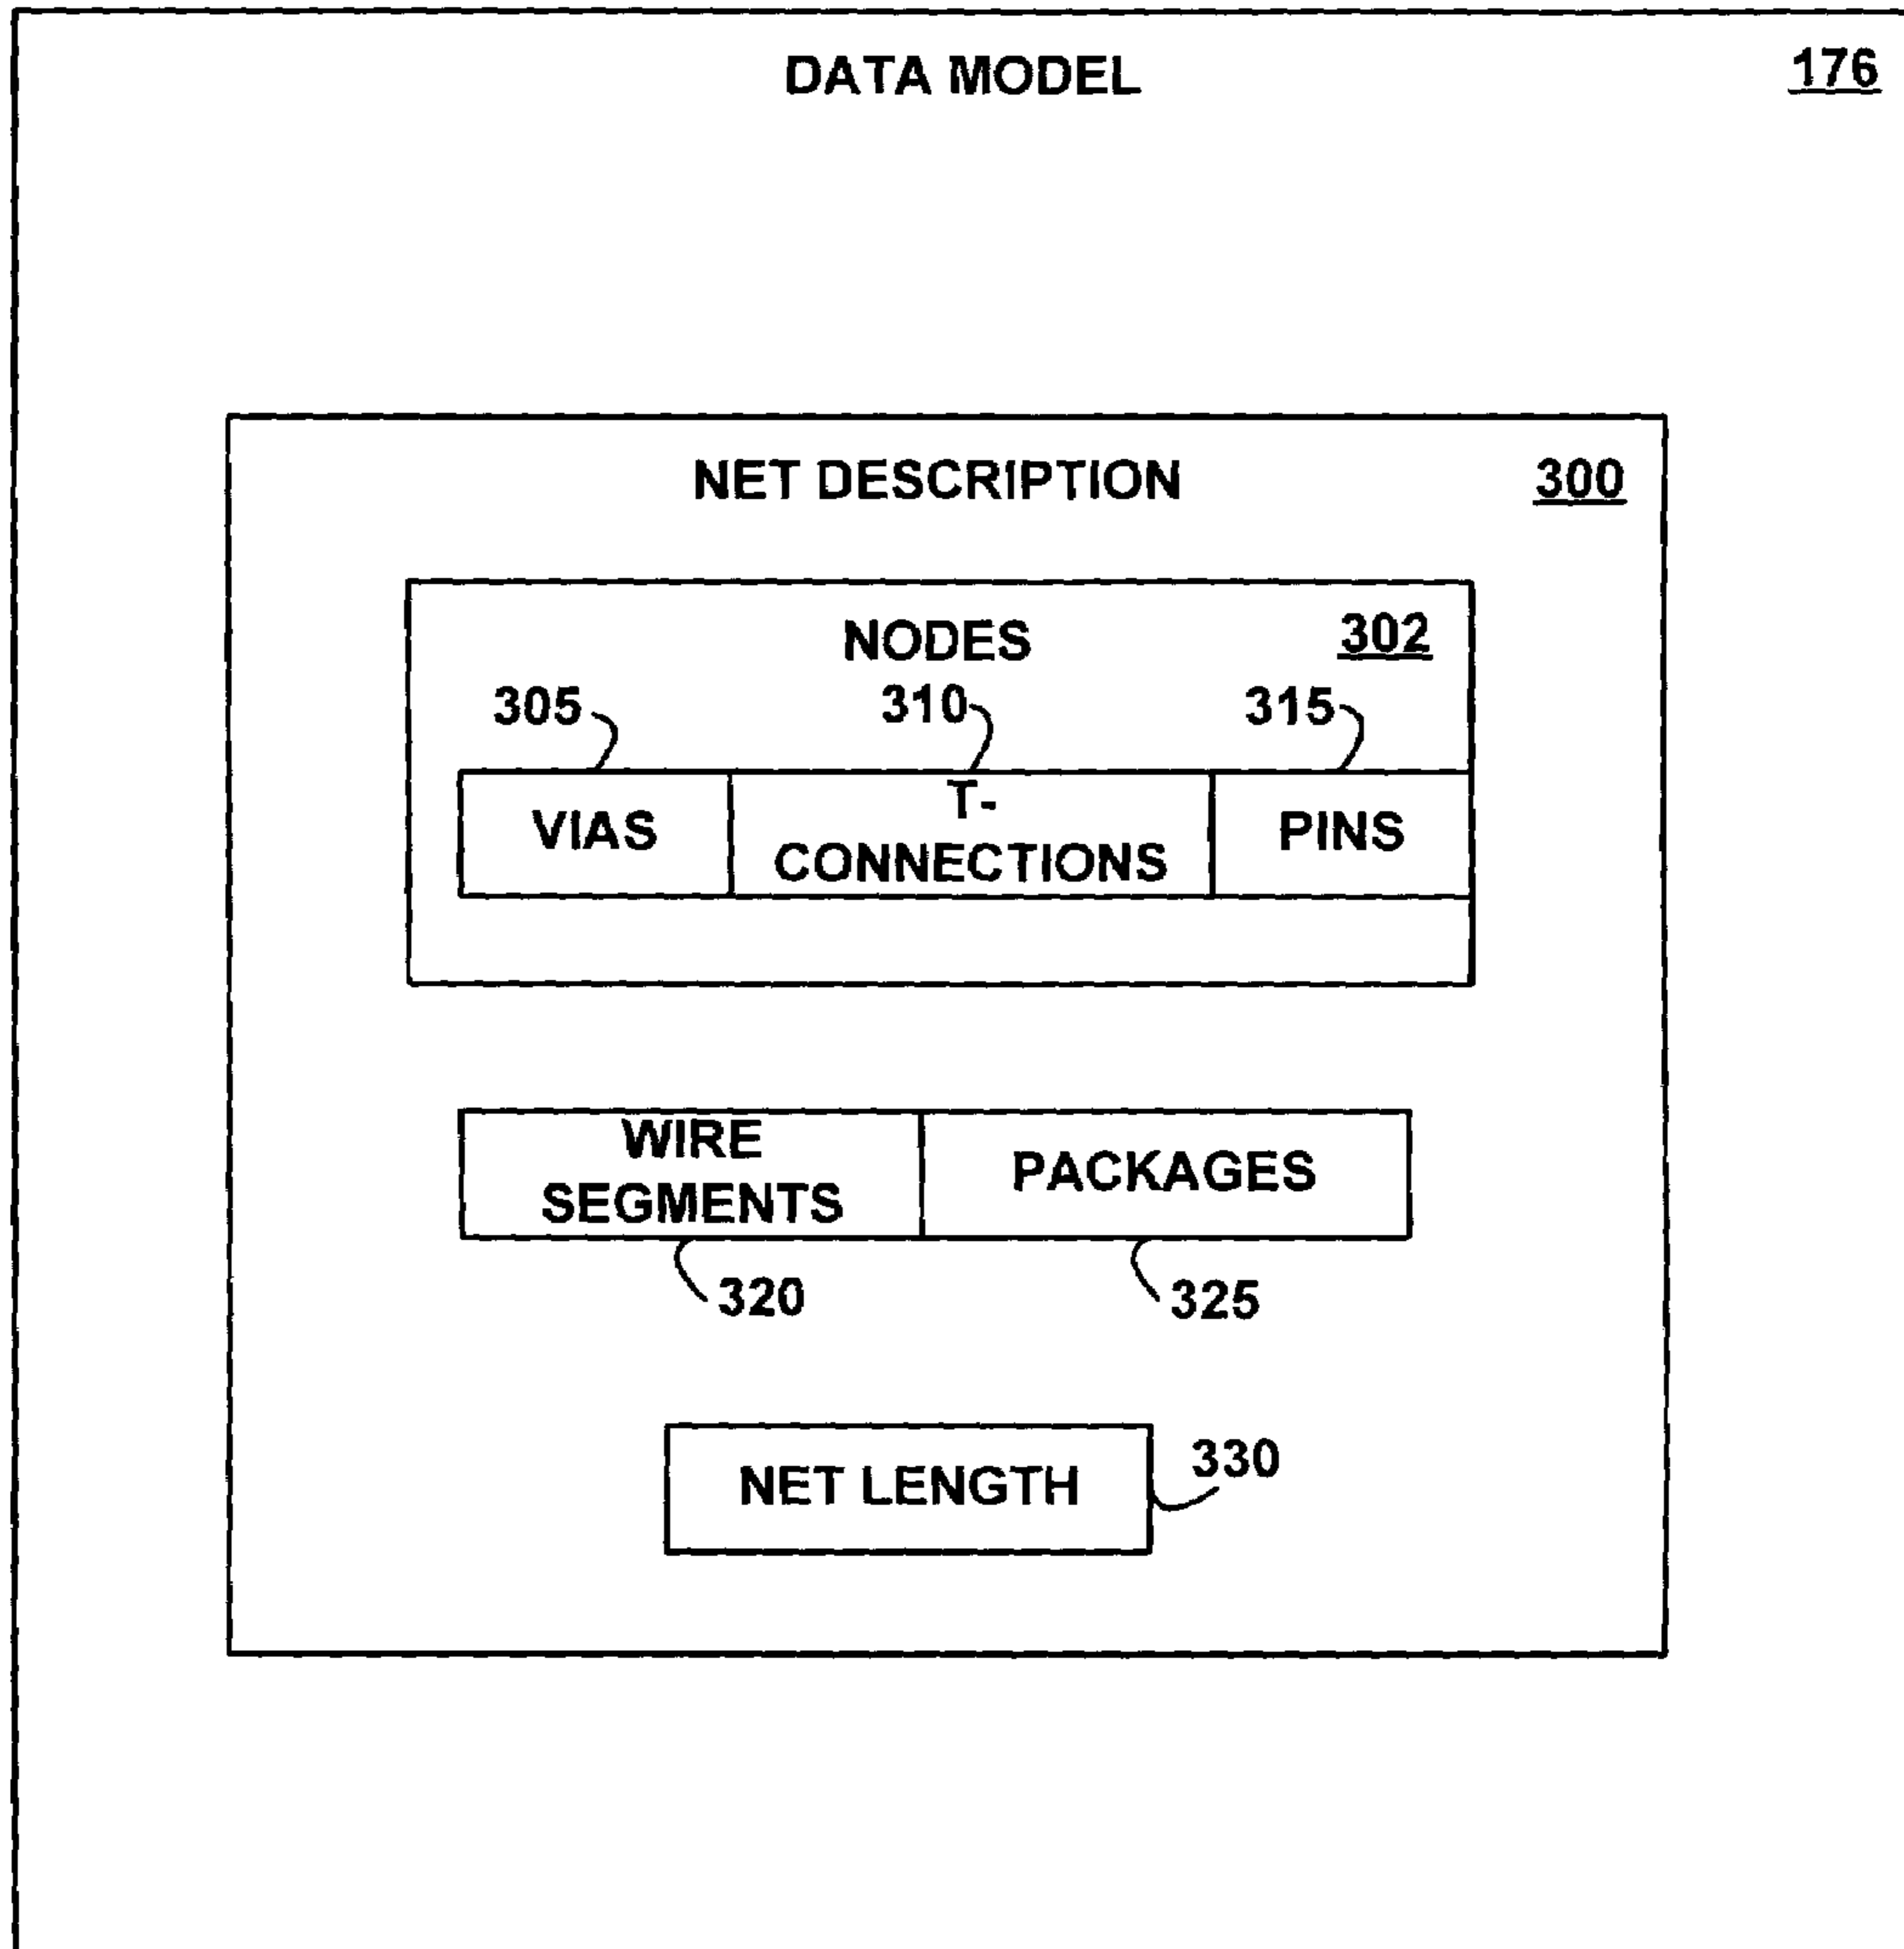 DATA MODEL 176
NET DESCRIPTION 300
NODES 302
305 310 315
VIAS
T-
CONNECTIONS
PINS
WIRE
SEGMENTS
PACKAGES
320 325
NET LENGTH 330